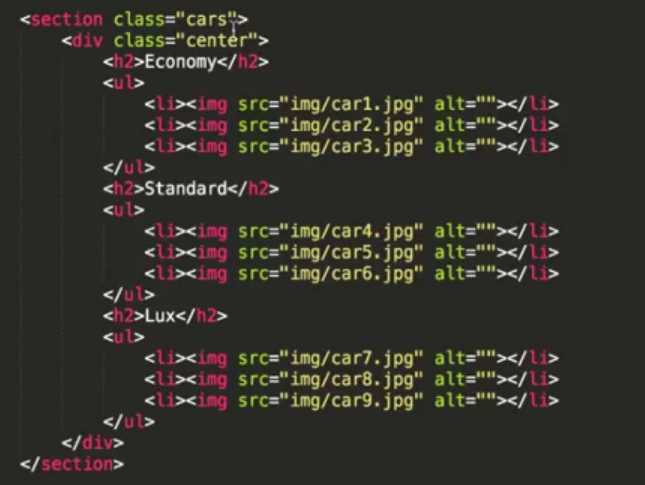 <section class="cars">
<div class="center">
<h2>Economy</h2>
<ul>
<li><img src="img/car1.jpg" alt=""></li>
<li><img src="img/car2.jpg" alt=""></li>
<li><img src="img/car3.jpg" alt=""></li>
</ul>
<h2>Standard</h2>
<ul>
<li><img src="img/car4.jpg" alt=""></li>
<li><img src="img/car5.jpg" alt=""></li>
<li><img src="img/car6.jpg" alt=""></li>
</ul>
<h2>Lux</h2>
<ul>
<li><img src="img/car7.jpg" alt=""></li>
<li><img src="img/car8.jpg" alt=""></li>
<li><img src="img/car9.jpg" alt=""></li>
</ul>
</div>
</section>